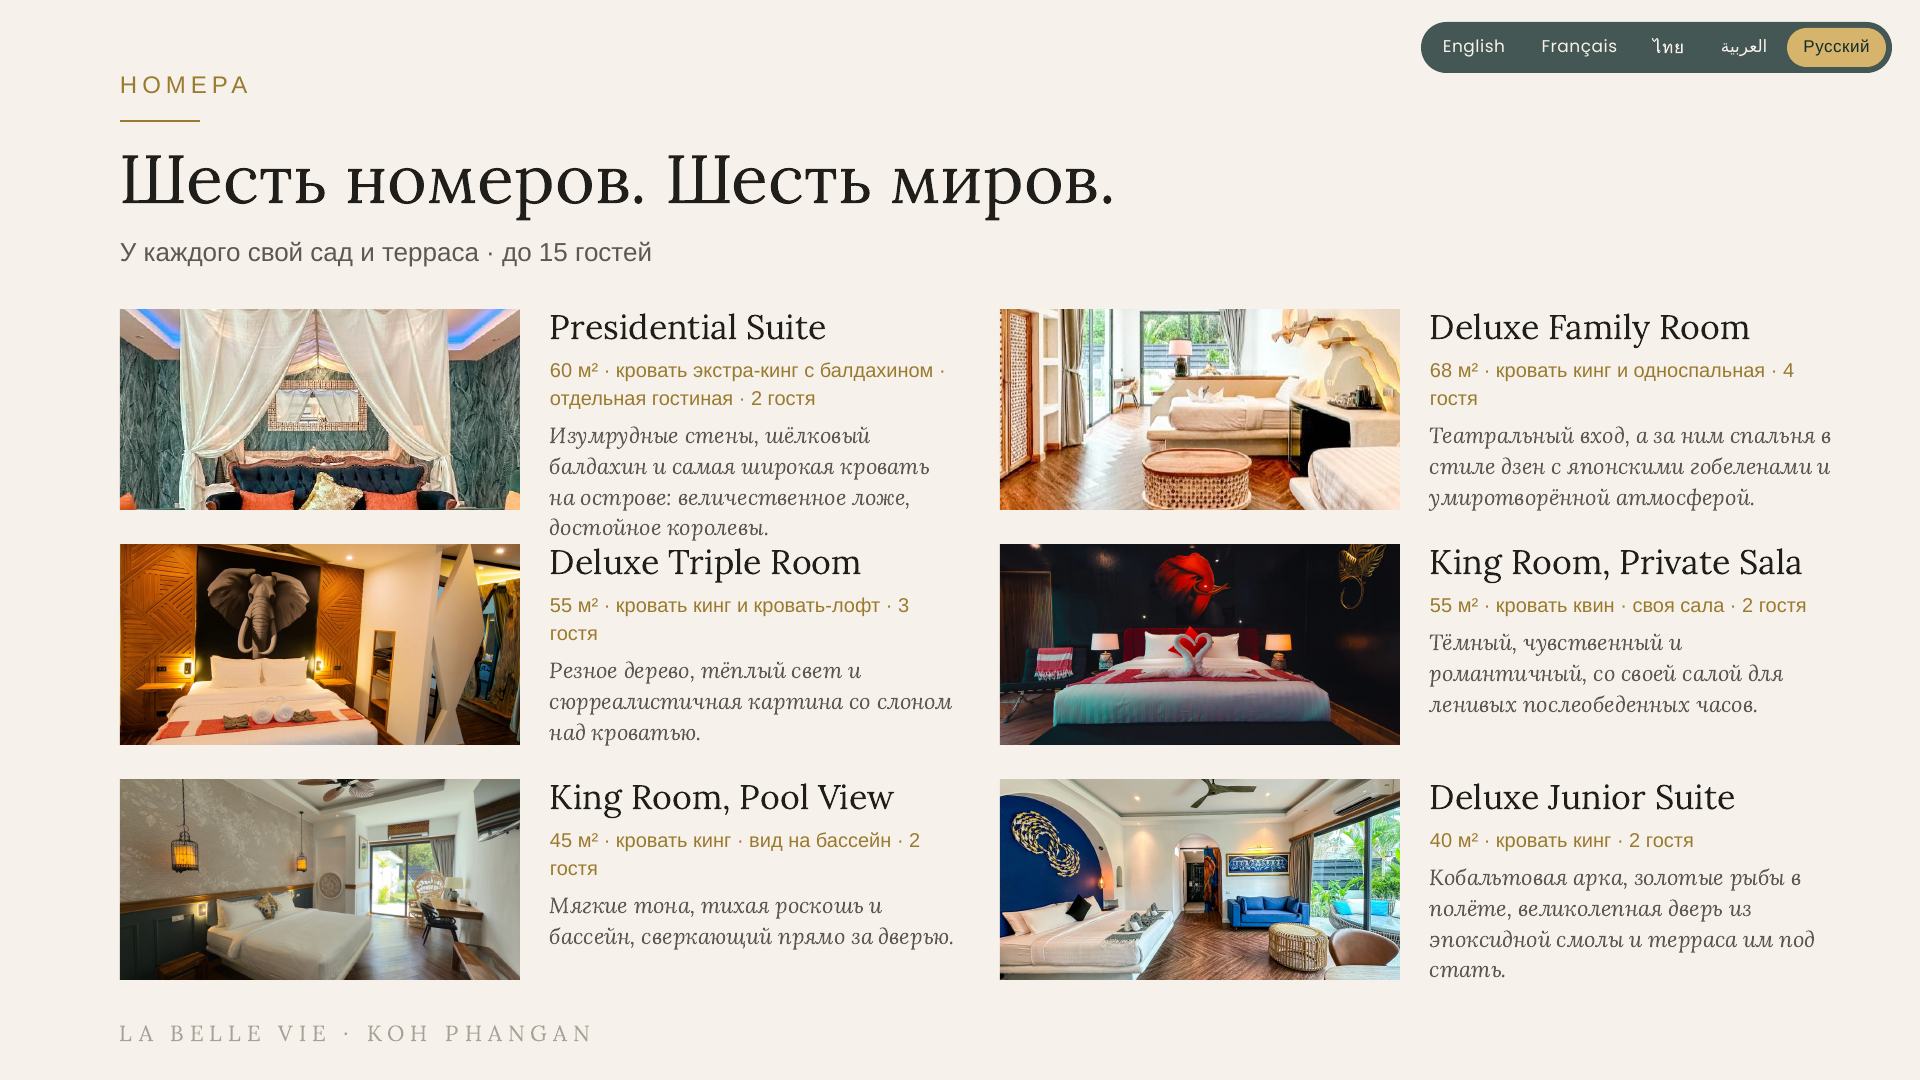 English Français ไทย العربية Русский
НОМЕРА
Шесть номеров. Шесть миров.
У каждого свой сад и терраса · до 15 гостей
Presidential Suite
60 м² · кровать экстра-кинг с балдахином ·
отдельная гостиная · 2 гостя
Изумрудные стены, шёлковый
балдахин и самая широкая кровать
на острове: величественное ложе,
достойное королевы.
Deluxe Family Room
68 м² · кровать кинг и односпальная · 4
гостя
Театральный вход, а за ним спальня в
стиле дзен с японскими гобеленами и
умиротворённой атмосферой.
Deluxe Triple Room
55 м² · кровать кинг и кровать-лофт · 3
гостя
Резное дерево, тёплый свет и
сюрреалистичная картина со слоном
над кроватью.
King Room, Private Sala
55 м² · кровать квин · своя сала · 2 гостя
Тёмный, чувственный и
романтичный, со своей салой для
ленивых послеобеденных часов.
King Room, Pool View
45 м² · кровать кинг · вид на бассейн · 2
гостя
Мягкие тона, тихая роскошь и
бассейн, сверкающий прямо за дверью.
Deluxe Junior Suite
40 м² · кровать кинг · 2 гостя
Кобальтовая арка, золотые рыбы в
полёте, великолепная дверь из
эпоксидной смолы и терраса им под
стать.
LA BELLE VIE · KOH PHANGAN